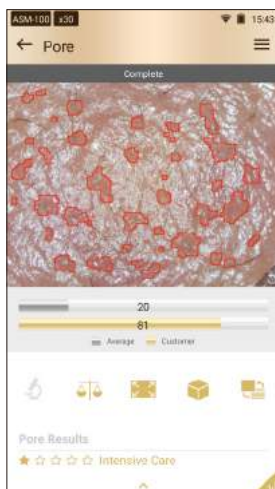 ASM-100 x30 15:43
Pore
Complete
20
81
Average Customer
Pore Results
Intensive Care